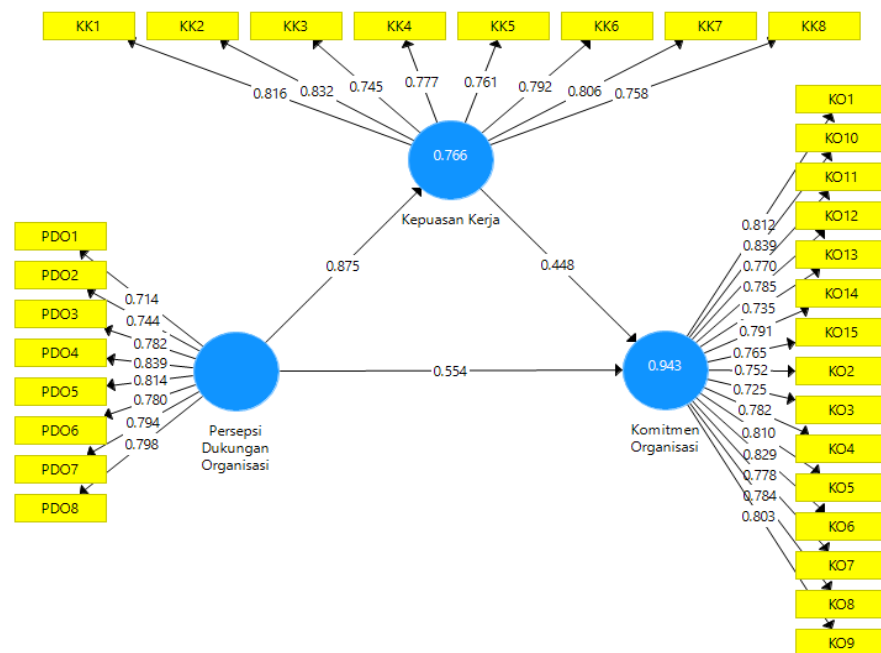 KK1 KK2 KK3 KK4 KK5 KK6 KK7 KK8
0.816 0.832 0.745 0.777 0.761 0.792 0.806 0.758
0.766
Kepuasan Kerja
PDO1
PDO2
PDO3
PDO4
PDO5
PDO6
PDO7
PDO8
0.714
0.744
0.782
0.839
0.814
0.780
0.794
0.798
Persepsi
Dukungan
Organisasi
0.875
0.448
0.554
0.943
Komitmen
Organisasi
0.812
0.839
0.770
0.785
0.735
0.791
0.765
0.752
0.725
0.782
0.810
0.829
0.778
0.784
0.803
KO1
KO10
KO11
KO12
KO13
KO14
KO15
KO2
KO3
KO4
KO5
KO6
KO7
KO8
KO9